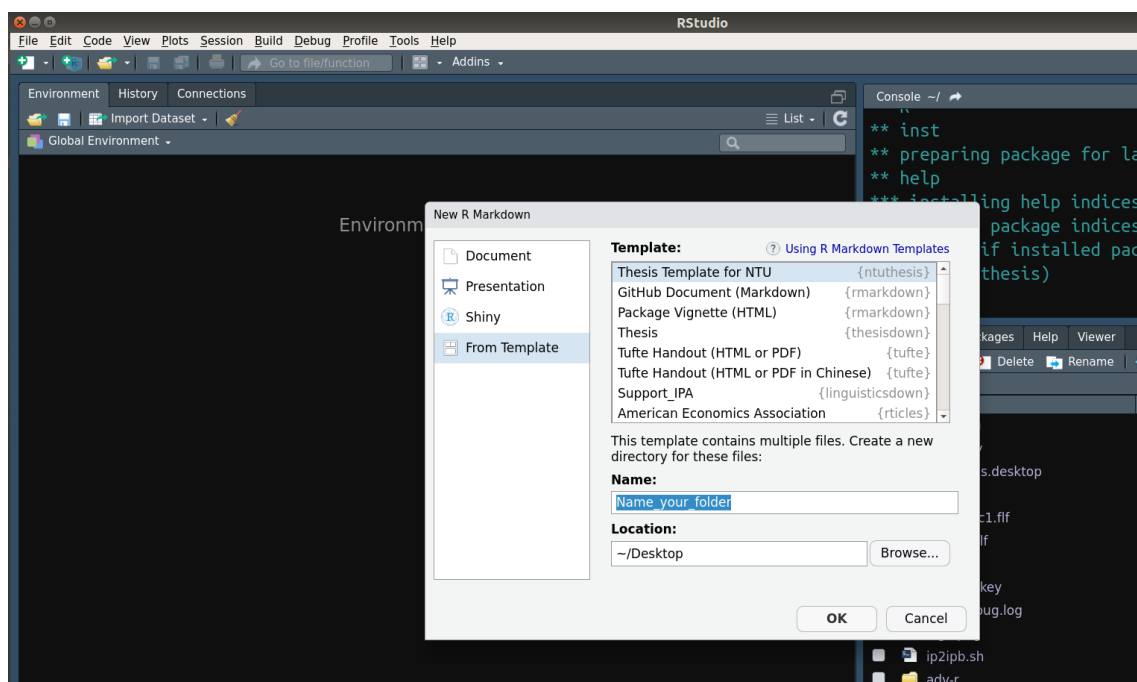 RStudio
File Edit Code View Plots Session Build Debug Profile Tools Help
Go to file/function Addins
Environment History Connections
Import Dataset List
Global Environment
Environm
Console ~/
** inst
** preparing package for la
** help
*** installing help indices
package indices
if installed pac
thesis)
kages Help Viewer
Delete Rename
s.desktop
c1.flf
lf
key
bug.log
ip2ipb.sh
adv-r
New R Markdown
Document
Presentation
Shiny
From Template
Template: Using R Markdown Templates
Thesis Template for NTU {ntuthesis}
GitHub Document (Markdown) {rmarkdown}
Package Vignette (HTML) {rmarkdown}
Thesis {thesisdown}
Tufte Handout (HTML or PDF) {tufte}
Tufte Handout (HTML or PDF in Chinese) {tufte}
Support_IPA {linguisticsdown}
American Economics Association {rticles}
This template contains multiple files. Create a new
directory for these files:
Name:
Name_your_folder
Location:
~/Desktop Browse...
OK Cancel